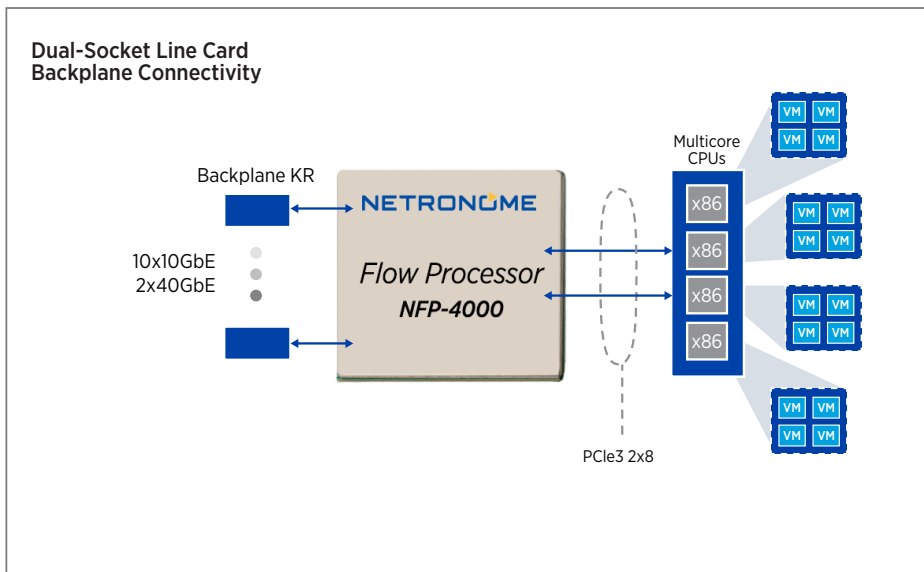 Dual-Socket Line Card
Backplane Connectivity
Backplane KR
10x10GbE
2x40GbE
NETRONOME
Flow Processor
NFP-4000
PCIe3 2x8
Multicore
CPUs
x86
x86
x86
x86
VM VM
VM VM
VM VM
VM VM
VM VM
VM VM
VM VM
VM VM